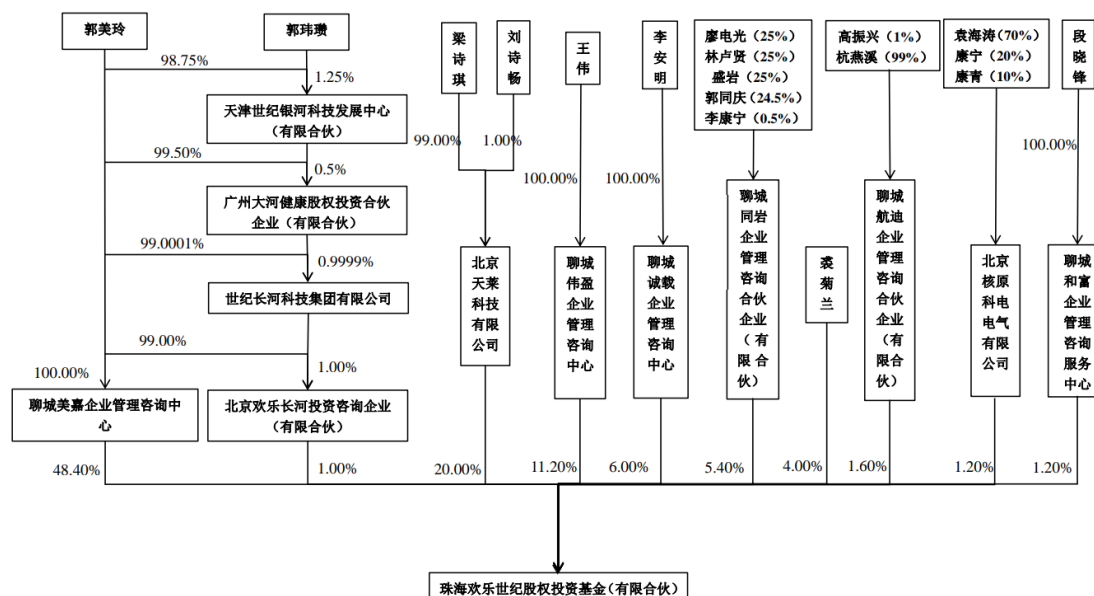 郭美玲
郭玮瓒
梁诗琪
刘诗畅
王伟
李安明
廖电光（25%）
林卢贤（25%）
盛岩（25%）
郭同庆（24.5%）
李康宁（0.5%）
高振兴（1%）
杭燕溪（99%）
袁海涛（70%）
康宁（20%）
康青（10%）
段晓锋
98.75%
1.25%
天津世纪银河科技发展中心
（有限合伙）
99.00%
1.00%
100.00%
100.00%
100.00%
99.50%
0.5%
广州大河健康股权投资合伙
企业（有限合伙）
99.0001%
0.9999%
世纪长河科技集团有限公司
99.00%
1.00%
100.00%
聊城美嘉企业管理咨询中
心
北京欢乐长河投资咨询企业
（有限合伙）
北京
天莱
科技
有限
公司
聊城
伟盈
企业
管理
咨询
中心
聊城
诚载
企业
管理
咨询
中心
聊城
同岩
企业
管理
咨询
合伙
企业
（有
限合
伙）
裘菊兰
聊城
航迪
企业
管理
咨询
合伙
企业
（有
限合
伙）
北京
核原
科电
电气
有限
公司
聊城
和富
企业
管理
咨询
服务
中心
48.40%
1.00%
20.00%
11.20%
6.00%
5.40%
4.00%
1.60%
1.20%
1.20%
珠海欢乐世纪股权投资基金（有限合伙）